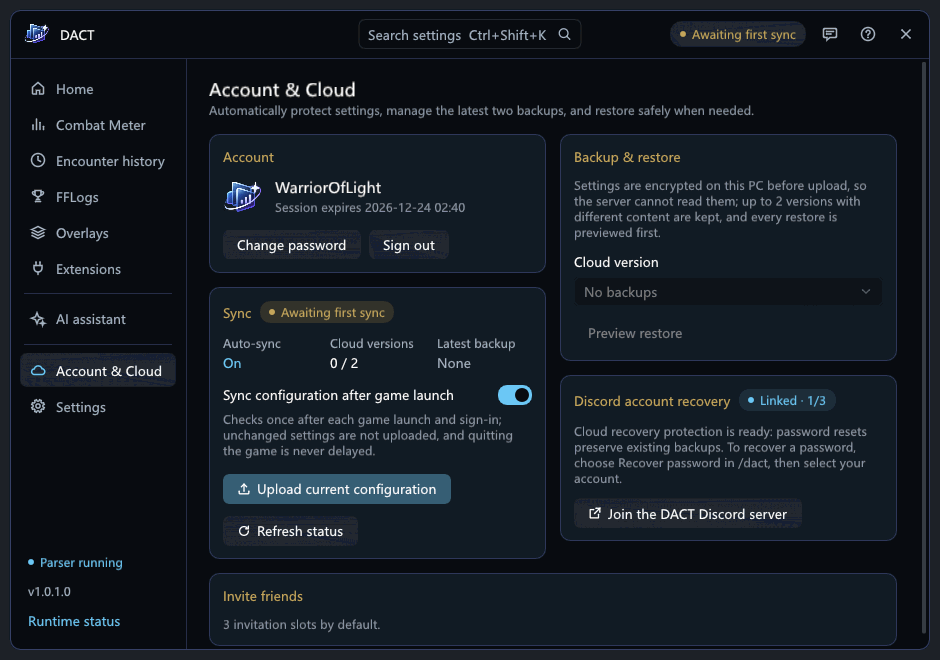 DACT
Search settings Ctrl+Shift+K
Awaiting first sync
Home
Combat Meter
Encounter history
FFLogs
Overlays
Extensions
AI assistant
Account & Cloud
Settings
Parser running
v1.0.1.0
Runtime status
Account & Cloud
Automatically protect settings, manage the latest two backups, and restore safely when needed.
Account
WarriorOfLight
Session expires 2026-12-24 02:40
Change password
Sign out
Sync
Awaiting first sync
Auto-sync
Cloud versions
Latest backup
On
0 / 2
None
Sync configuration after game launch
Checks once after each game launch and sign-in;
unchanged settings are not uploaded, and quitting
the game is never delayed.
Upload current configuration
Refresh status
Backup & restore
Settings are encrypted on this PC before upload, so
the server cannot read them; up to 2 versions with
different content are kept, and every restore is
previewed first.
Cloud version
No backups
Preview restore
Discord account recovery
Linked · 1/3
Cloud recovery protection is ready: password resets
preserve existing backups. To recover a password,
choose Recover password in /dact, then select your
account.
Join the DACT Discord server
Invite friends
3 invitation slots by default.